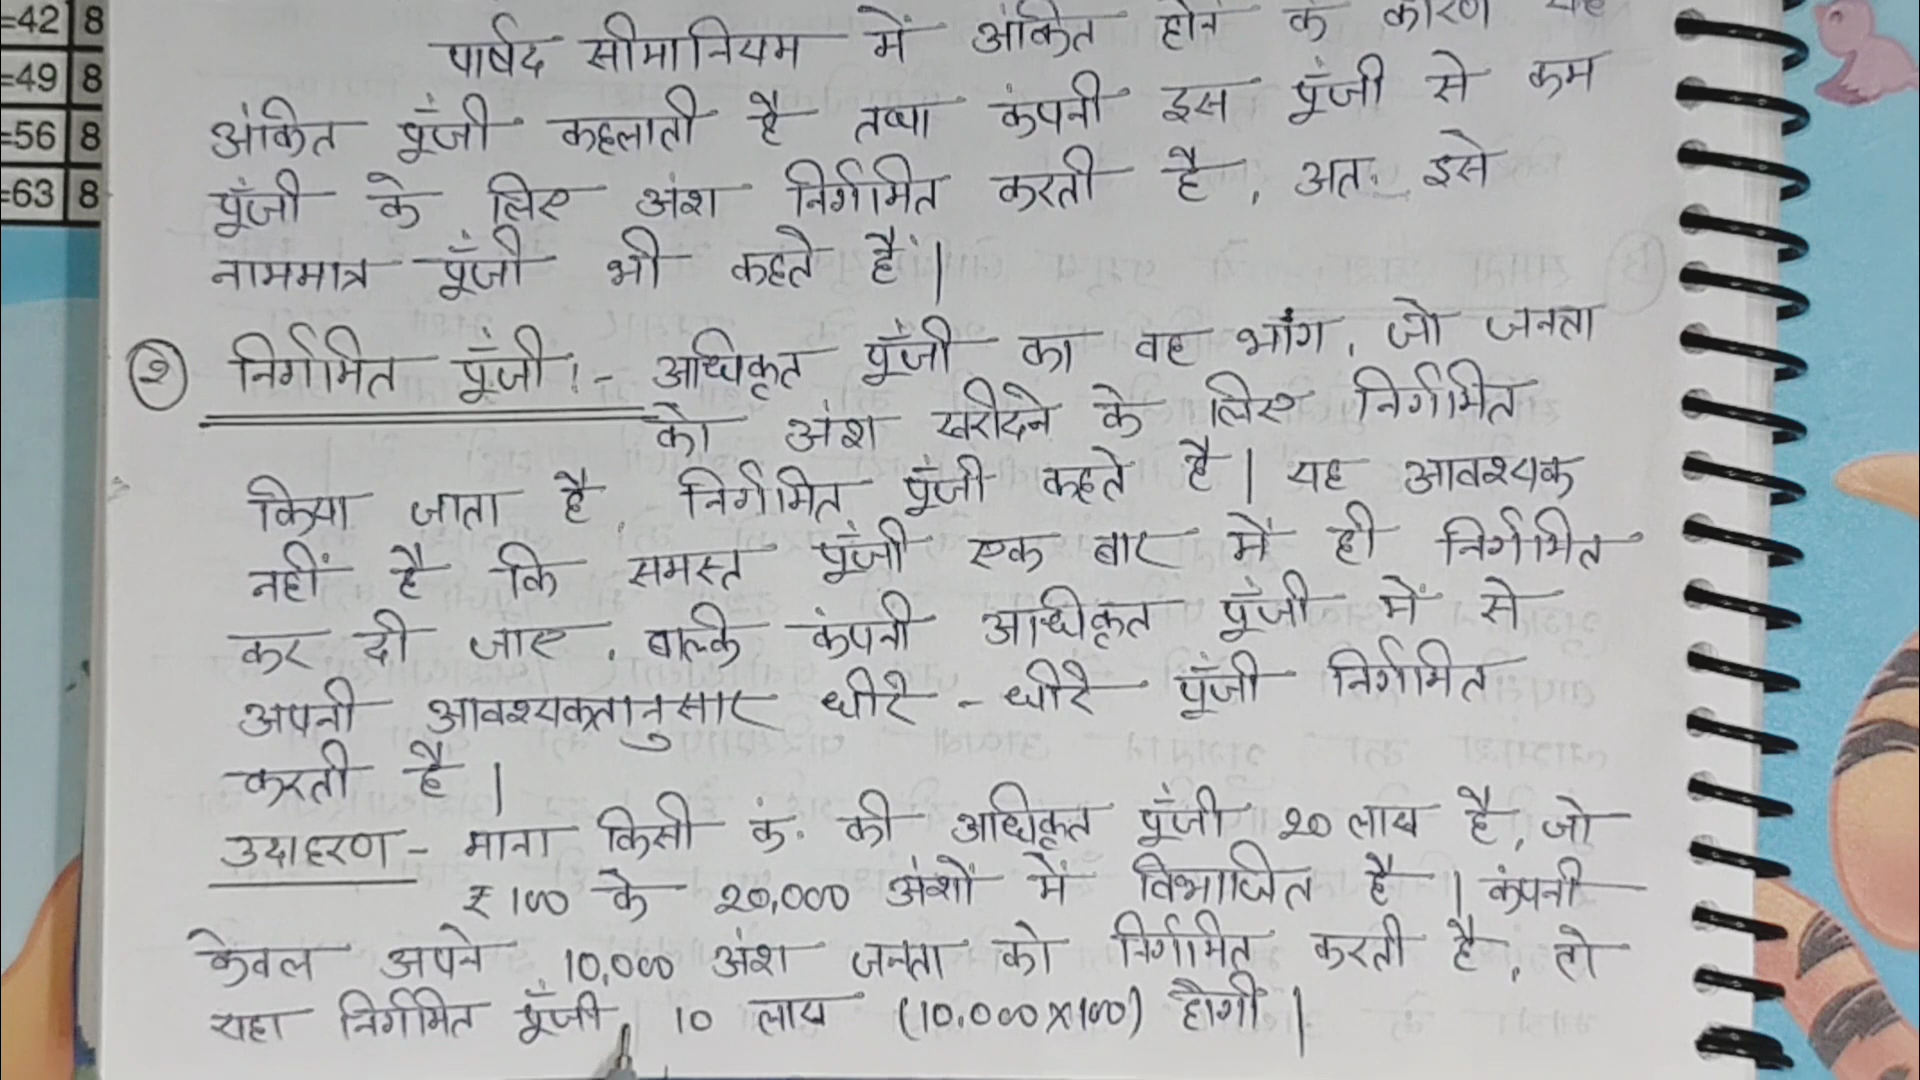 =42 8
=49 8
=56 8
=63 8
पार्षद सीमानियम में अंकित होने के कारण यह
अंकित पूँजी कहलाती है तथा कंपनी इस पूँजी से कम
पूँजी के लिए अंश निर्गमित करती है, अतः इसे
नाममात्र पूँजी भी कहते हैं।
② निर्गमित पूँजी :- अधिकृत पूँजी का वह भाग, जो जनता
को अंश खरीदने के लिए निर्गमित
किया जाता है, निर्गमित पूँजी कहते है। यह आवश्यक
नहीं है कि समस्त पूँजी एक बार में ही निर्गमित
कर दी जाए, बल्कि कंपनी अधिकृत पूँजी में से
अपनी आवश्यकतानुसार धीरे - धीरे पूँजी निर्गमित
करती है।
उदाहरण - माना किसी कं. की अधिकृत पूँजी 20 लाख है, जो
₹100 के 20,000 अंशों में विभाजित है। कंपनी
केवल अपने 10,000 अंश जनता को निर्गमित करती है, तो
यहा निर्गमित पूँजी, 10 लाख (10,000×100) होगी।